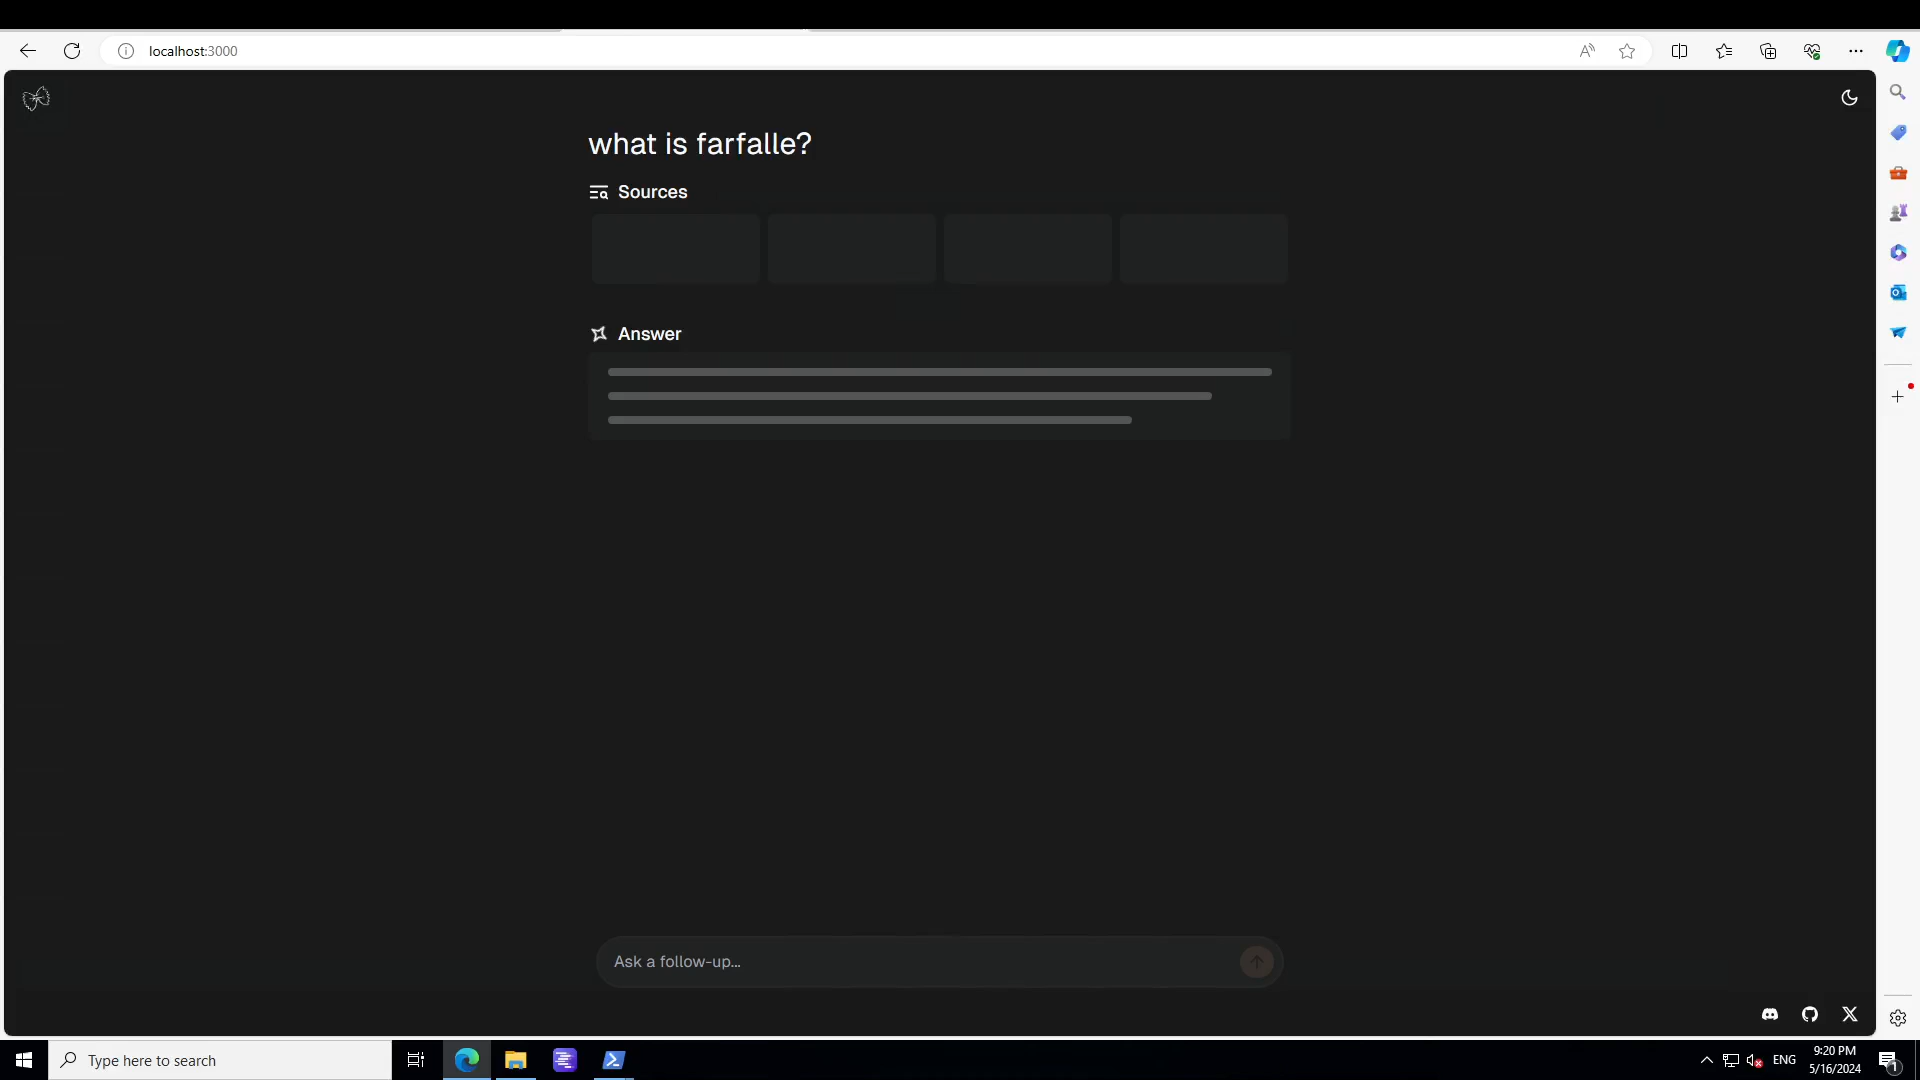 localhost:3000
what is farfalle?
Sources
Answer
Ask a follow-up...
Type here to search
ENG
9:20 PM
5/16/2024
1